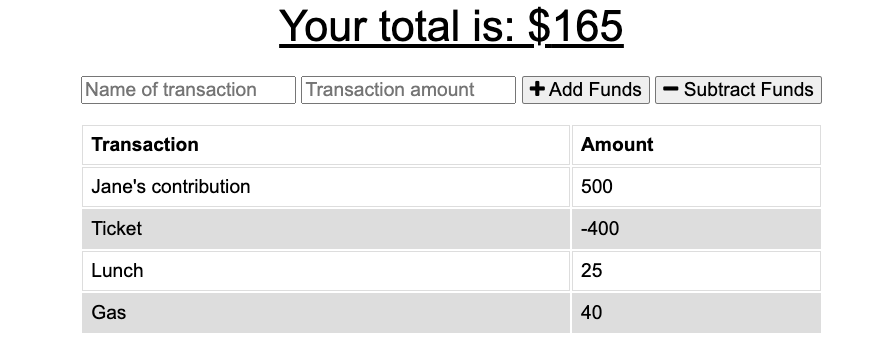 Your total is: $165
Name of transaction Transaction amount + Add Funds − Subtract Funds
Transaction Amount
Jane's contribution 500
Ticket -400
Lunch 25
Gas 40